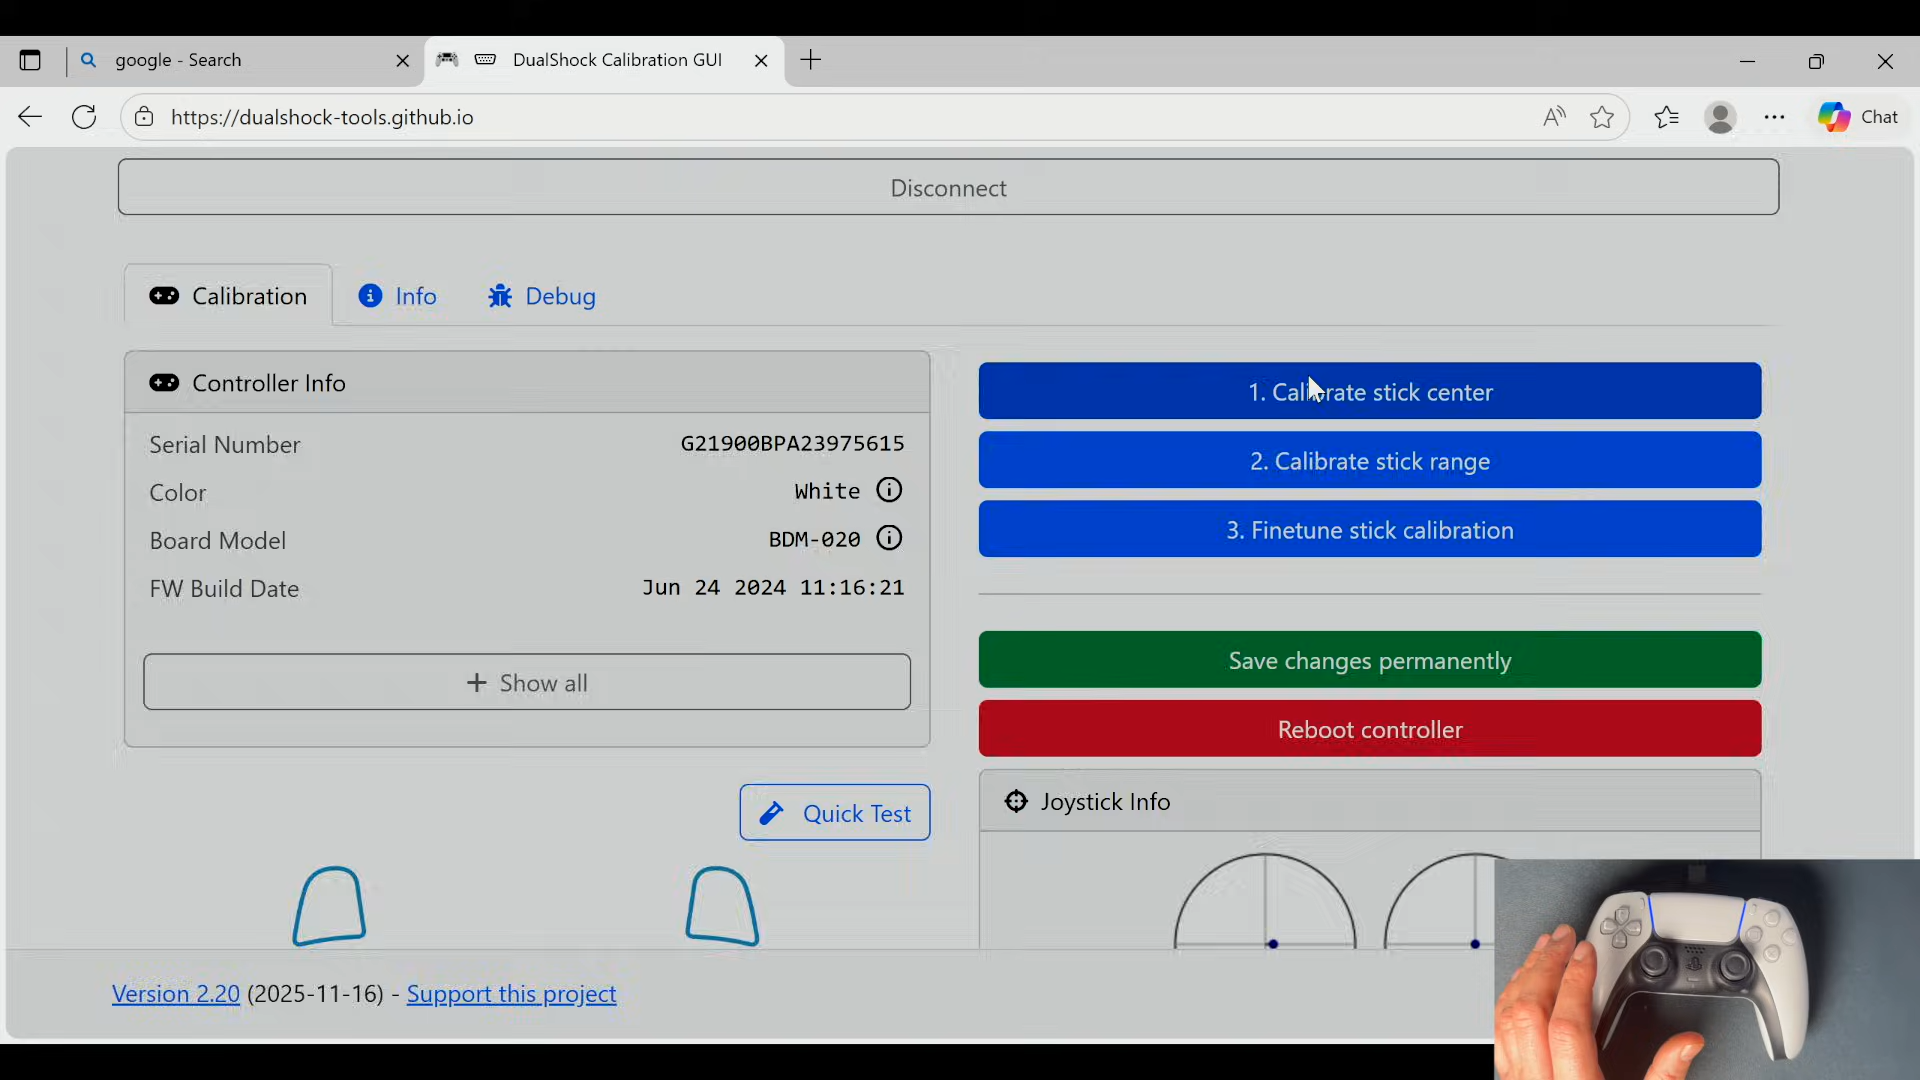 google - Search
DualShock Calibration GUI
https://dualshock-tools.github.io
Chat
Disconnect
Calibration
Info
Debug
Controller Info
Serial Number
G21900BPA23975615
Color
White
Board Model
BDM-020
FW Build Date
Jun 24 2024 11:16:21
+ Show all
Quick Test
1. Calibrate stick center
2. Calibrate stick range
3. Finetune stick calibration
Save changes permanently
Reboot controller
Joystick Info
Version 2.20 (2025-11-16) - Support this project